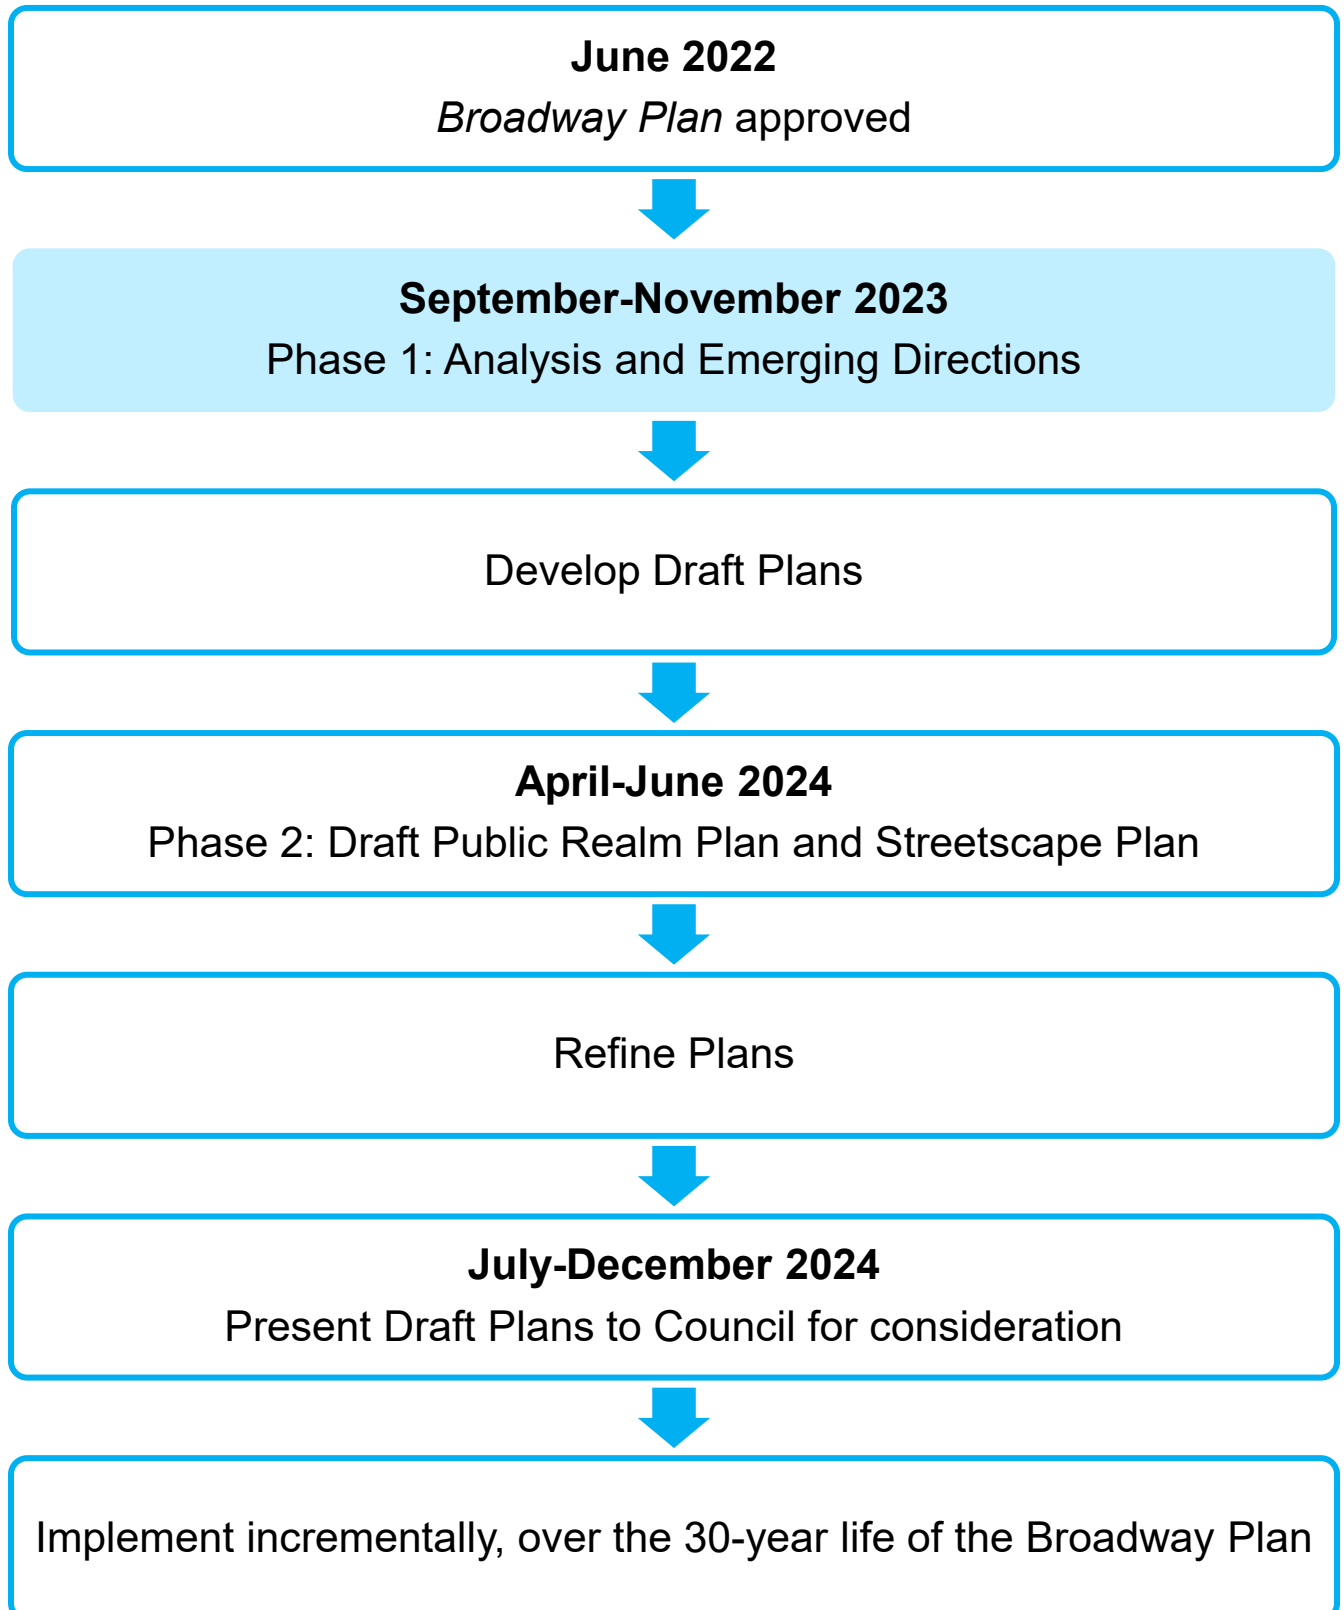 June 2022
Broadway Plan approved
September-November 2023
Phase 1: Analysis and Emerging Directions
Develop Draft Plans
April-June 2024
Phase 2: Draft Public Realm Plan and Streetscape Plan
Refine Plans
July-December 2024
Present Draft Plans to Council for consideration
Implement incrementally, over the 30-year life of the Broadway Plan